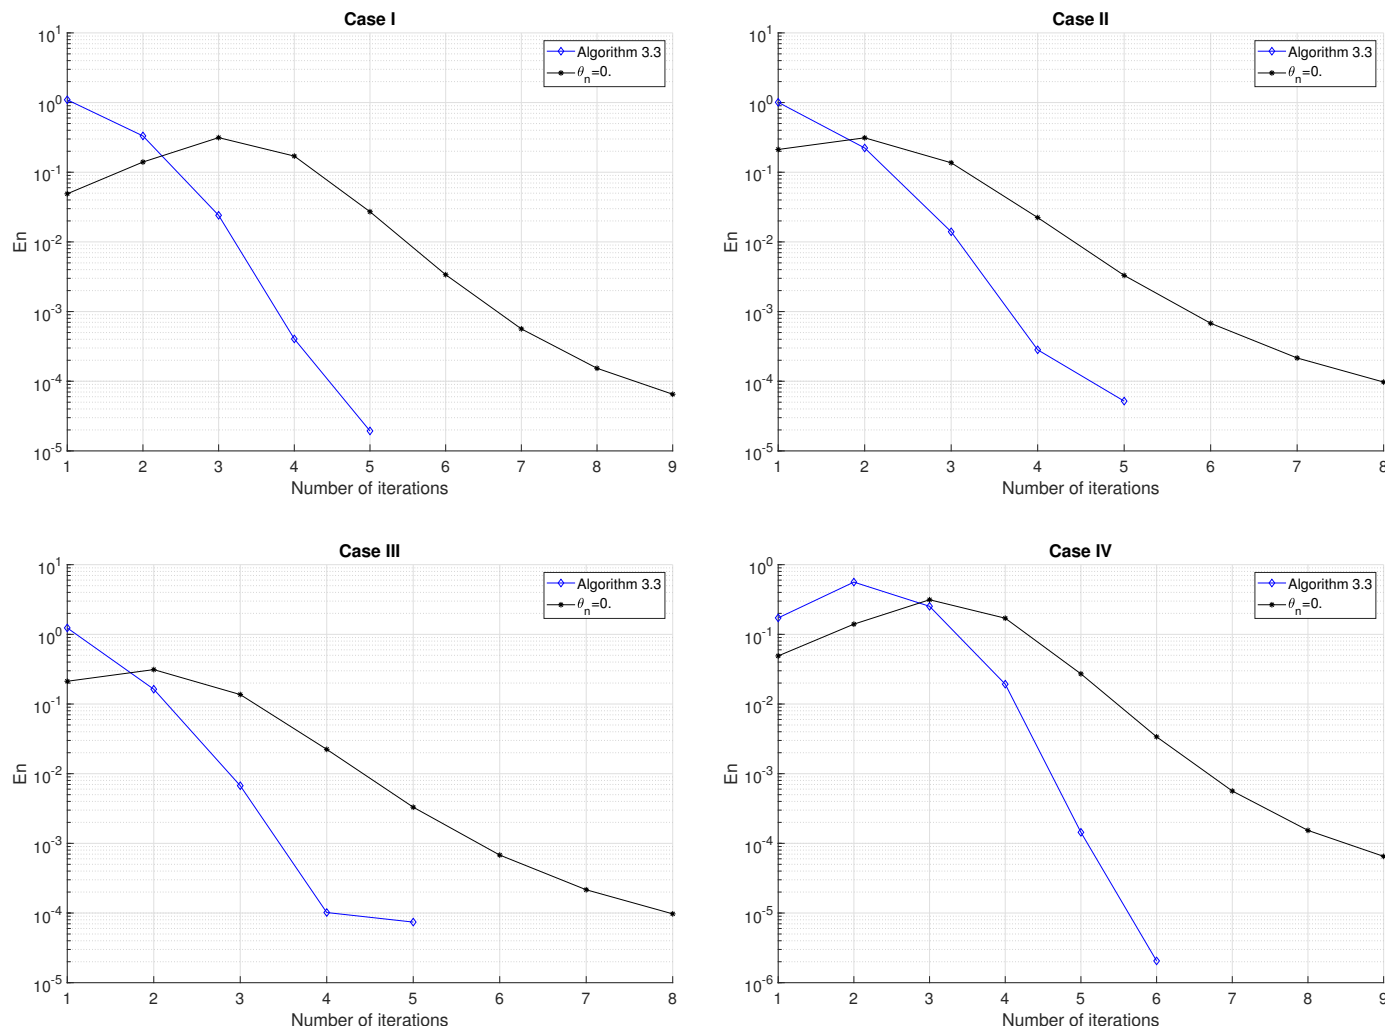 Case I
10^1
10^0
10^-1
10^-2
10^-3
10^-4
10^-5
En
1 2 3 4 5 6 7 8 9
Number of iterations
Algorithm 3.3
θ_n=0.
Case II
10^1
10^0
10^-1
10^-2
10^-3
10^-4
10^-5
En
1 2 3 4 5 6 7 8
Number of iterations
Algorithm 3.3
θ_n=0.
Case III
10^1
10^0
10^-1
10^-2
10^-3
10^-4
10^-5
En
1 2 3 4 5 6 7 8
Number of iterations
Algorithm 3.3
θ_n=0.
Case IV
10^0
10^-1
10^-2
10^-3
10^-4
10^-5
10^-6
En
1 2 3 4 5 6 7 8 9
Number of iterations
Algorithm 3.3
θ_n=0.